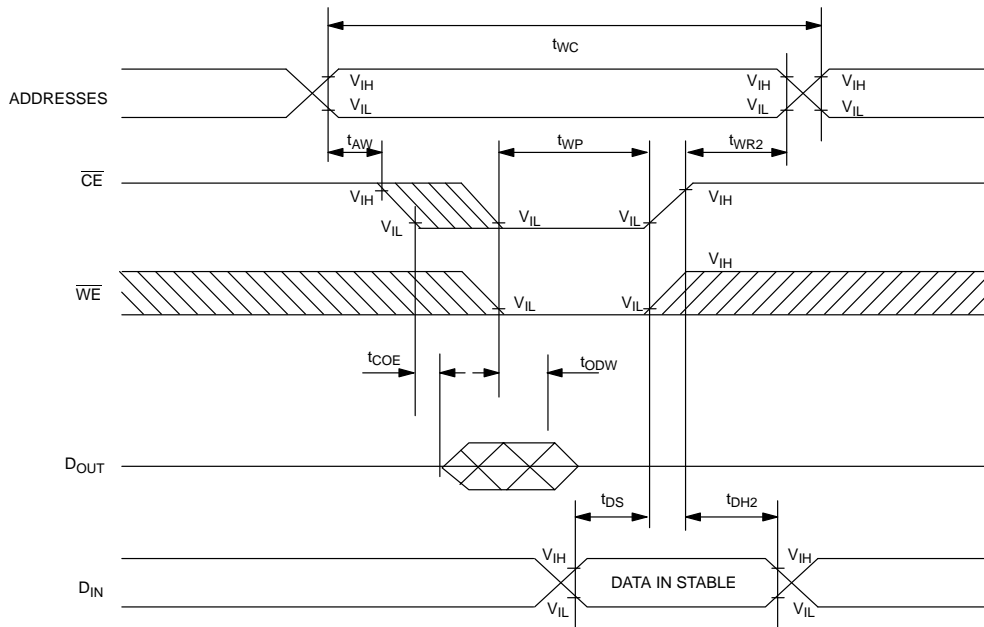 tWC
VIH VIH VIH
ADDRESSES
VIL VIL VIL
tAW tWP tWR2
CE
VIH VIH
VIL VIL VIL
VIH
WE
VIL VIL
tCOE tODW
DOUT
tDS tDH2
VIH VIH
DATA IN STABLE
DIN
VIL VIL